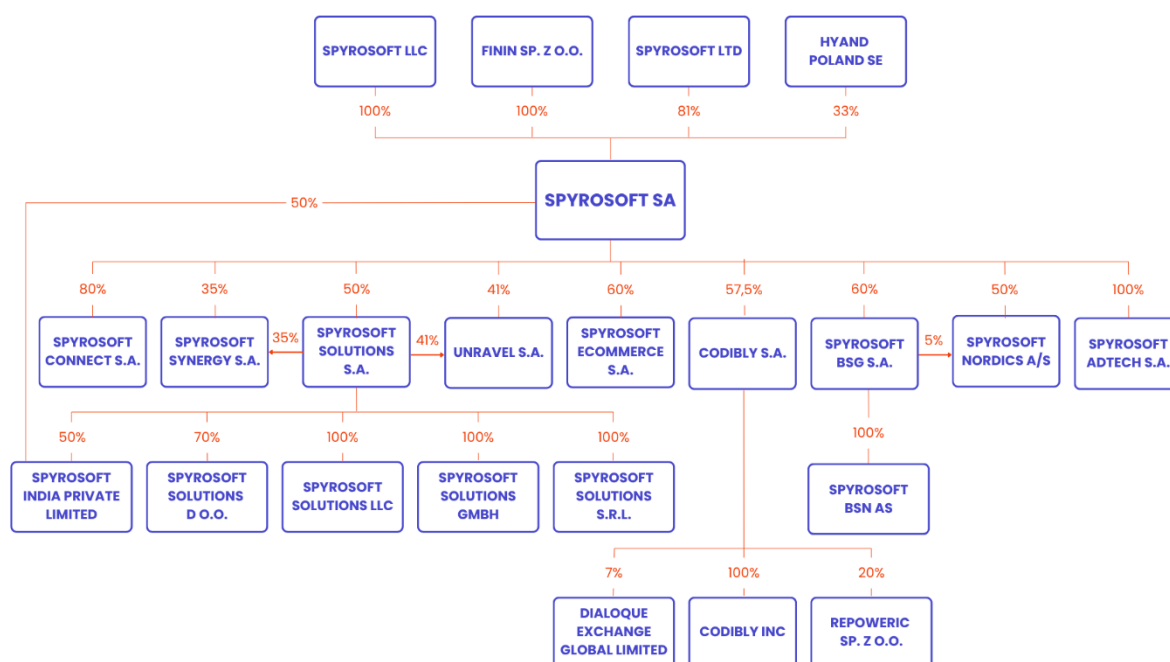 SPYROSOFT LLC
FININ SP. Z O.O.
SPYROSOFT LTD
HYAND
POLAND SE
100%
100%
81%
33%
SPYROSOFT SA
50%
80%
35%
50%
41%
60%
57,5%
60%
50%
100%
SPYROSOFT
CONNECT S.A.
SPYROSOFT
SYNERGY S.A.
35%
SPYROSOFT
SOLUTIONS
S.A.
41%
UNRAVEL S.A.
SPYROSOFT
ECOMMERCE
S.A.
CODIBLY S.A.
SPYROSOFT
BSG S.A.
5%
SPYROSOFT
NORDICS A/S
SPYROSOFT
ADTECH S.A.
50%
70%
100%
100%
100%
100%
SPYROSOFT
INDIA PRIVATE
LIMITED
SPYROSOFT
SOLUTIONS
D O.O.
SPYROSOFT
SOLUTIONS LLC
SPYROSOFT
SOLUTIONS
GMBH
SPYROSOFT
SOLUTIONS
S.R.L.
SPYROSOFT
BSN AS
7%
100%
20%
DIALOQUE
EXCHANGE
GLOBAL LIMITED
CODIBLY INC
REPOWERIC
SP. Z O.O.